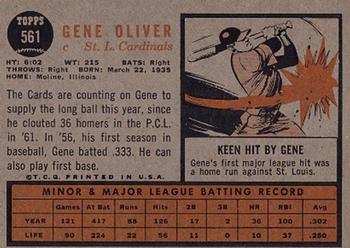 TOPPS
561
GENE OLIVER
C St. L. Cardinals
HT: 6:02 WT: 215 BATS: Right
THROWS: Right BORN: March 22, 1935
HOME: Moline, Illinois
The Cards are counting on Gene to
supply the long ball this year, since
he clouted 36 homers in the P.C.L.
in '61. In '56, his first season in
baseball, Gene batted .333. He can
also play first base.
©T.C.G. PRINTED IN U.S.A.
KEEN HIT BY GENE
Gene's first major league hit was
a home run against St. Louis.
MINOR & MAJOR LEAGUE BATTING RECORD
Games At Bat Runs Hits 2B 3B H.R. RBI Avg.
YEAR 121 417 88 126 17 2 36 100 .302
LIFE 90 224 22 56 11 0 10 37 .250